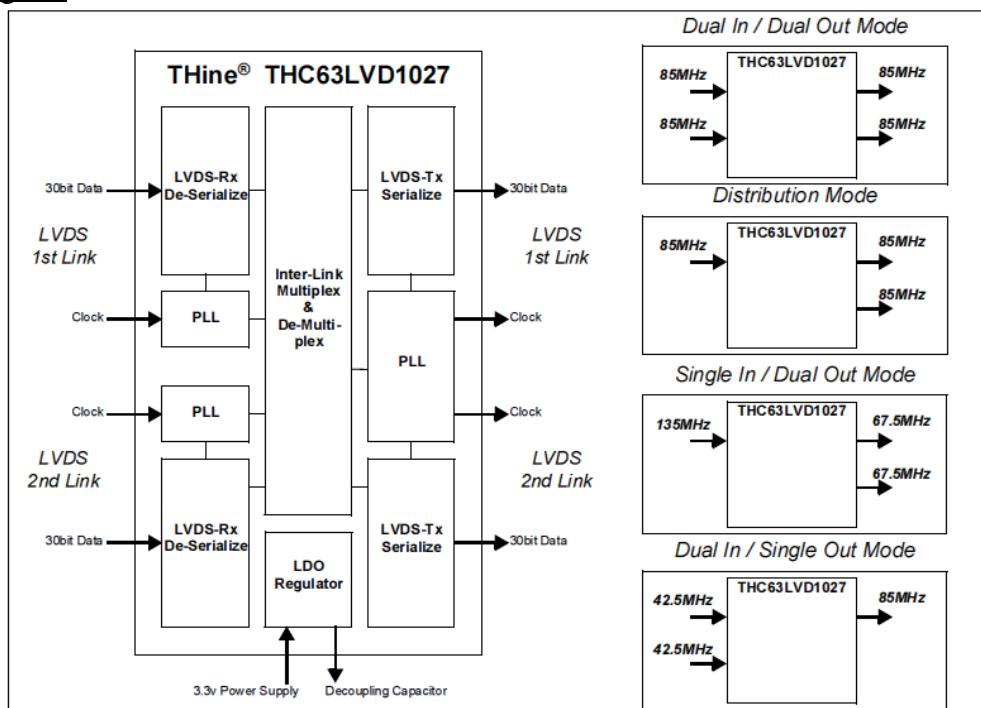 THine® THC63LVD1027
30bit Data
LVDS
1st Link
Clock
Clock
LVDS
2nd Link
30bit Data
LVDS-Rx
De-Serialize
PLL
PLL
LVDS-Rx
De-Serialize
Inter-Link
Multiplex
&
De-Multi-
plex
LDO
Regulator
LVDS-Tx
Serialize
PLL
LVDS-Tx
Serialize
30bit Data
LVDS
1st Link
Clock
Clock
LVDS
2nd Link
30bit Data
3.3v Power Supply
Decoupling Capacitor
Dual In / Dual Out Mode
THC63LVD1027
85MHz
85MHz
85MHz
85MHz
Distribution Mode
THC63LVD1027
85MHz
85MHz
85MHz
Single In / Dual Out Mode
THC63LVD1027
135MHz
67.5MHz
67.5MHz
Dual In / Single Out Mode
THC63LVD1027
42.5MHz
85MHz
42.5MHz